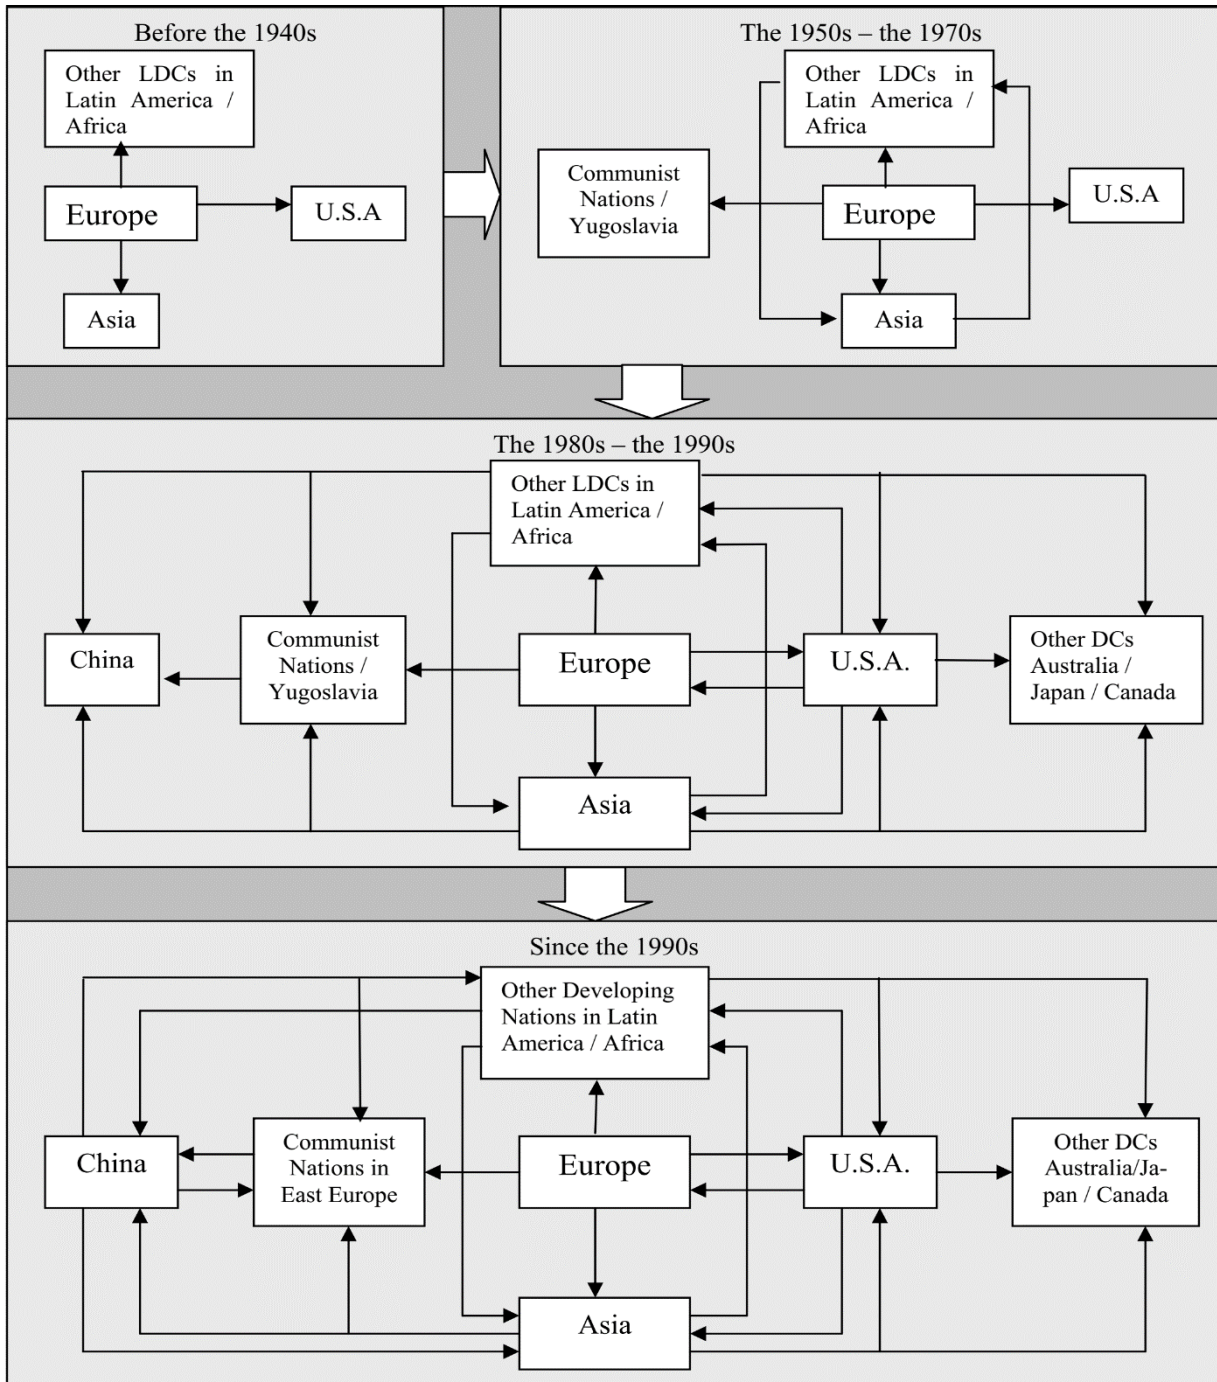 Before the 1940s
Other LDCs in
Latin America /
Africa
Europe
U.S.A
Asia
The 1950s – the 1970s
Other LDCs in
Latin America /
Africa
Communist
Nations /
Yugoslavia
Europe
U.S.A
Asia
The 1980s – the 1990s
Other LDCs in
Latin America /
Africa
China
Communist
Nations /
Yugoslavia
Europe
U.S.A.
Other DCs
Australia /
Japan / Canada
Asia
Since the 1990s
Other Developing
Nations in Latin
America / Africa
China
Communist
Nations in
East Europe
Europe
U.S.A.
Other DCs
Australia/Ja-
pan / Canada
Asia